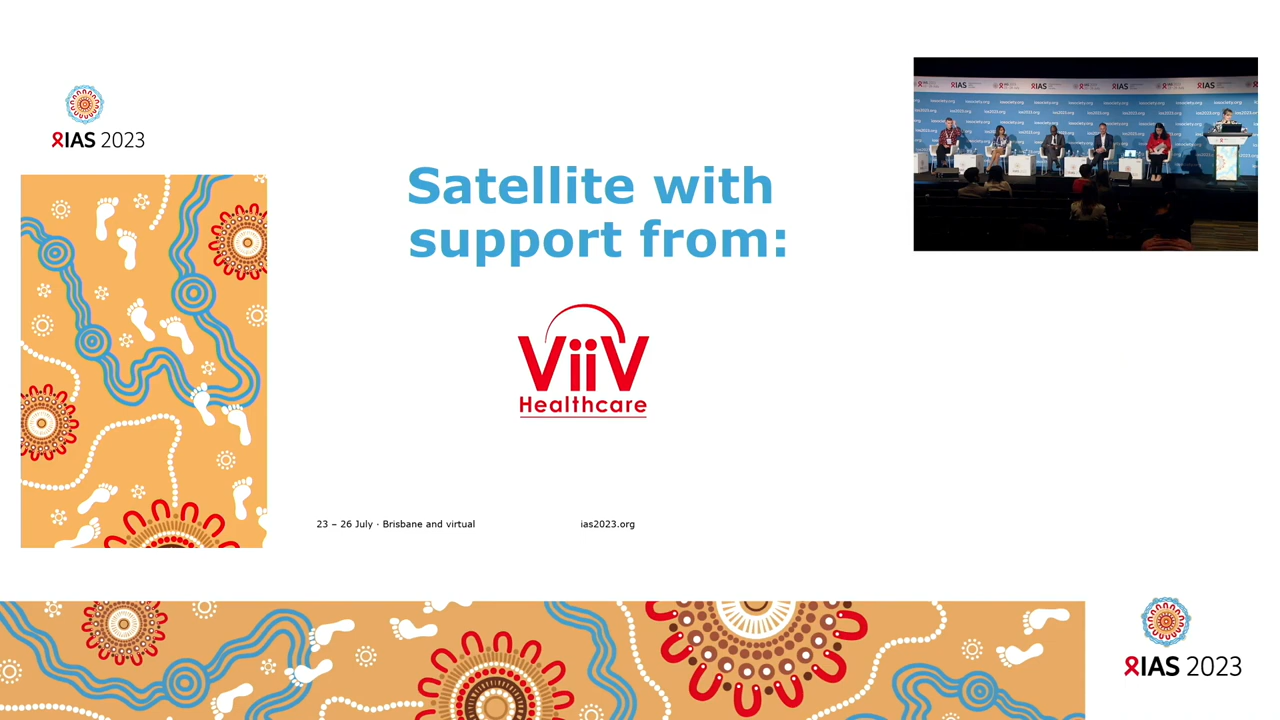 IAS 2023
Satellite with
support from:
ViiV
Healthcare
23 – 26 July · Brisbane and virtual
ias2023.org
IAS 2023